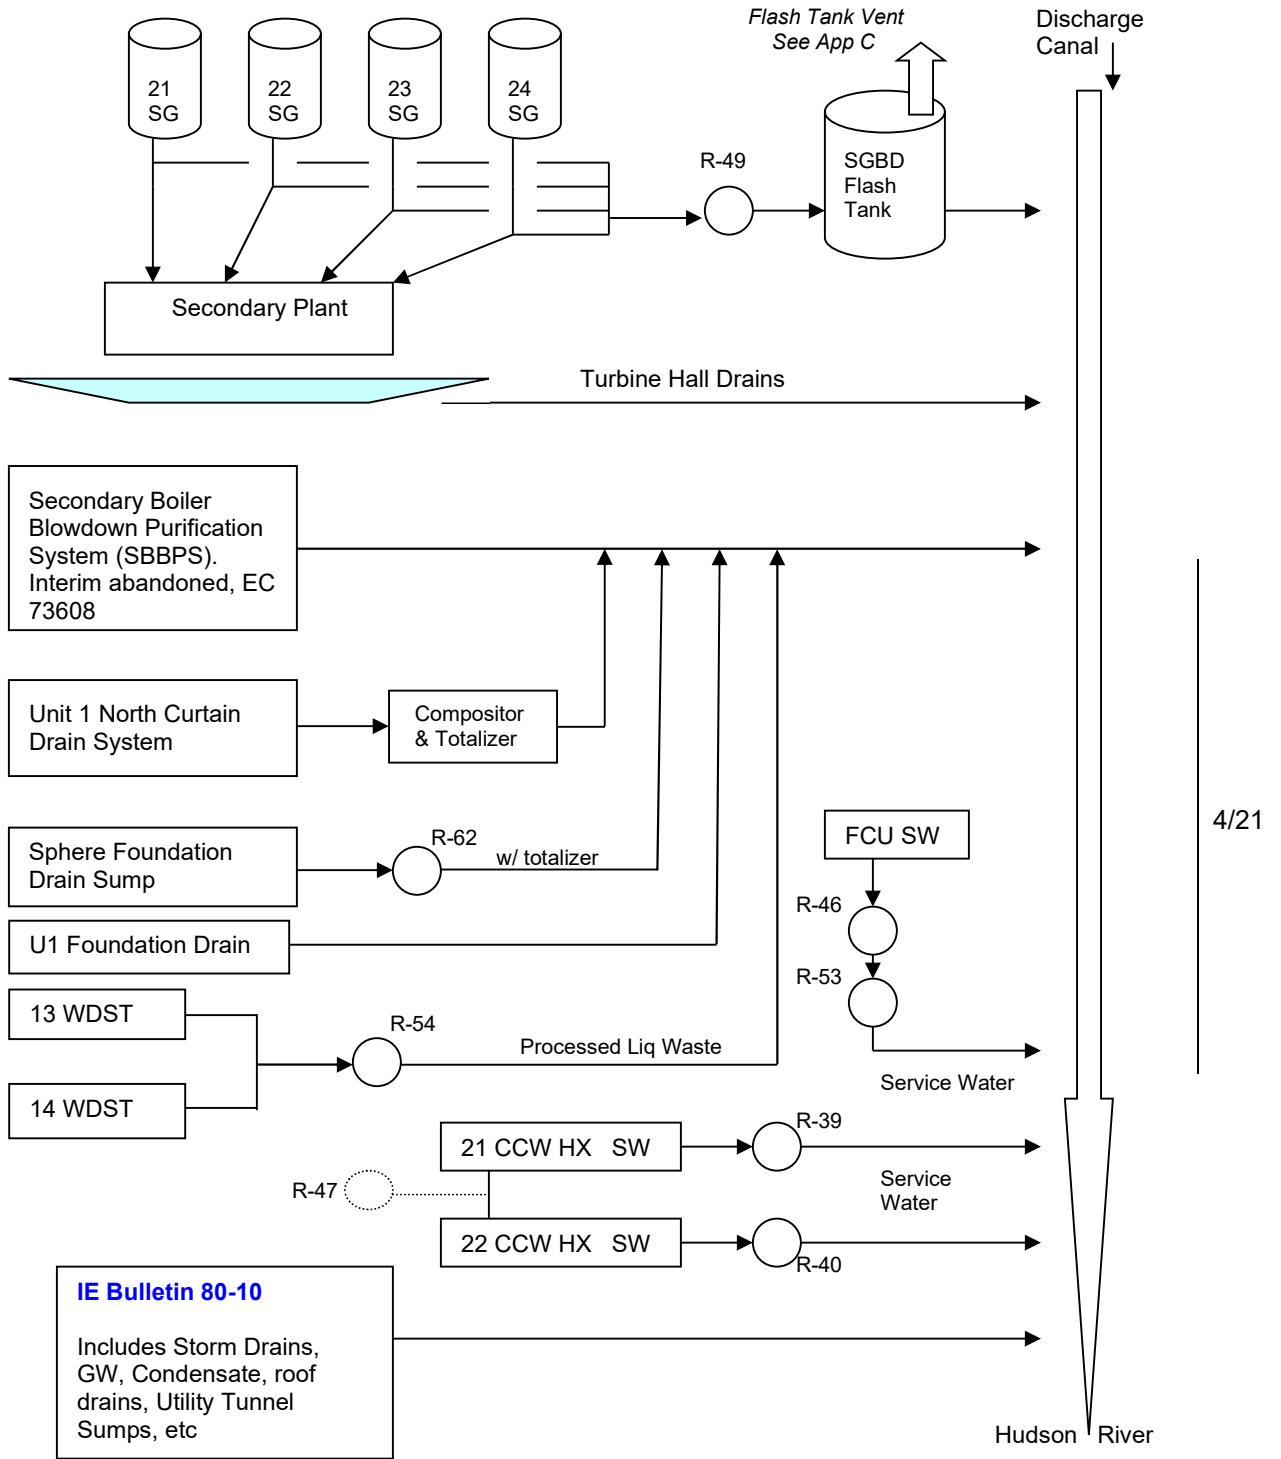 Flash Tank Vent
See App C
Discharge
Canal
21
SG
22
SG
23
SG
24
SG
R-49
SGBD
Flash
Tank
Secondary Plant
Turbine Hall Drains
Secondary Boiler
Blowdown Purification
System (SBBPS).
Interim abandoned, EC
73608
Unit 1 North Curtain
Drain System
Compositor
& Totalizer
4/21
Sphere Foundation
Drain Sump
R-62
w/ totalizer
FCU SW
R-46
U1 Foundation Drain
R-53
13 WDST
R-54
Processed Liq Waste
Service Water
14 WDST
21 CCW HX SW
R-39
R-47
Service
Water
22 CCW HX SW
R-40
IE Bulletin 80-10
Includes Storm Drains,
GW, Condensate, roof
drains, Utility Tunnel
Sumps, etc
Hudson River